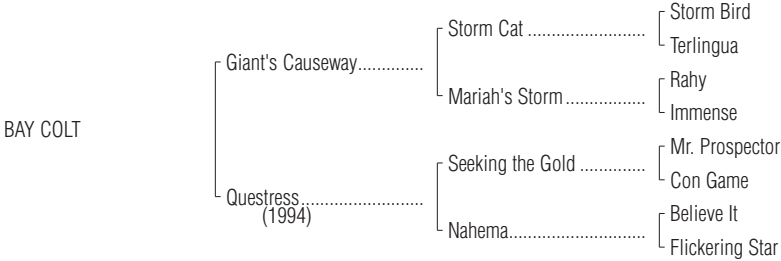 Storm Bird
Storm Cat ..........................
Terlingua
Giant's Causeway..............
Rahy
Mariah's Storm .................
Immense
BAY COLT
Mr. Prospector
Seeking the Gold ..............
Con Game
Questress..........................
(1994)
Believe It
Nahema..............................
Flickering Star